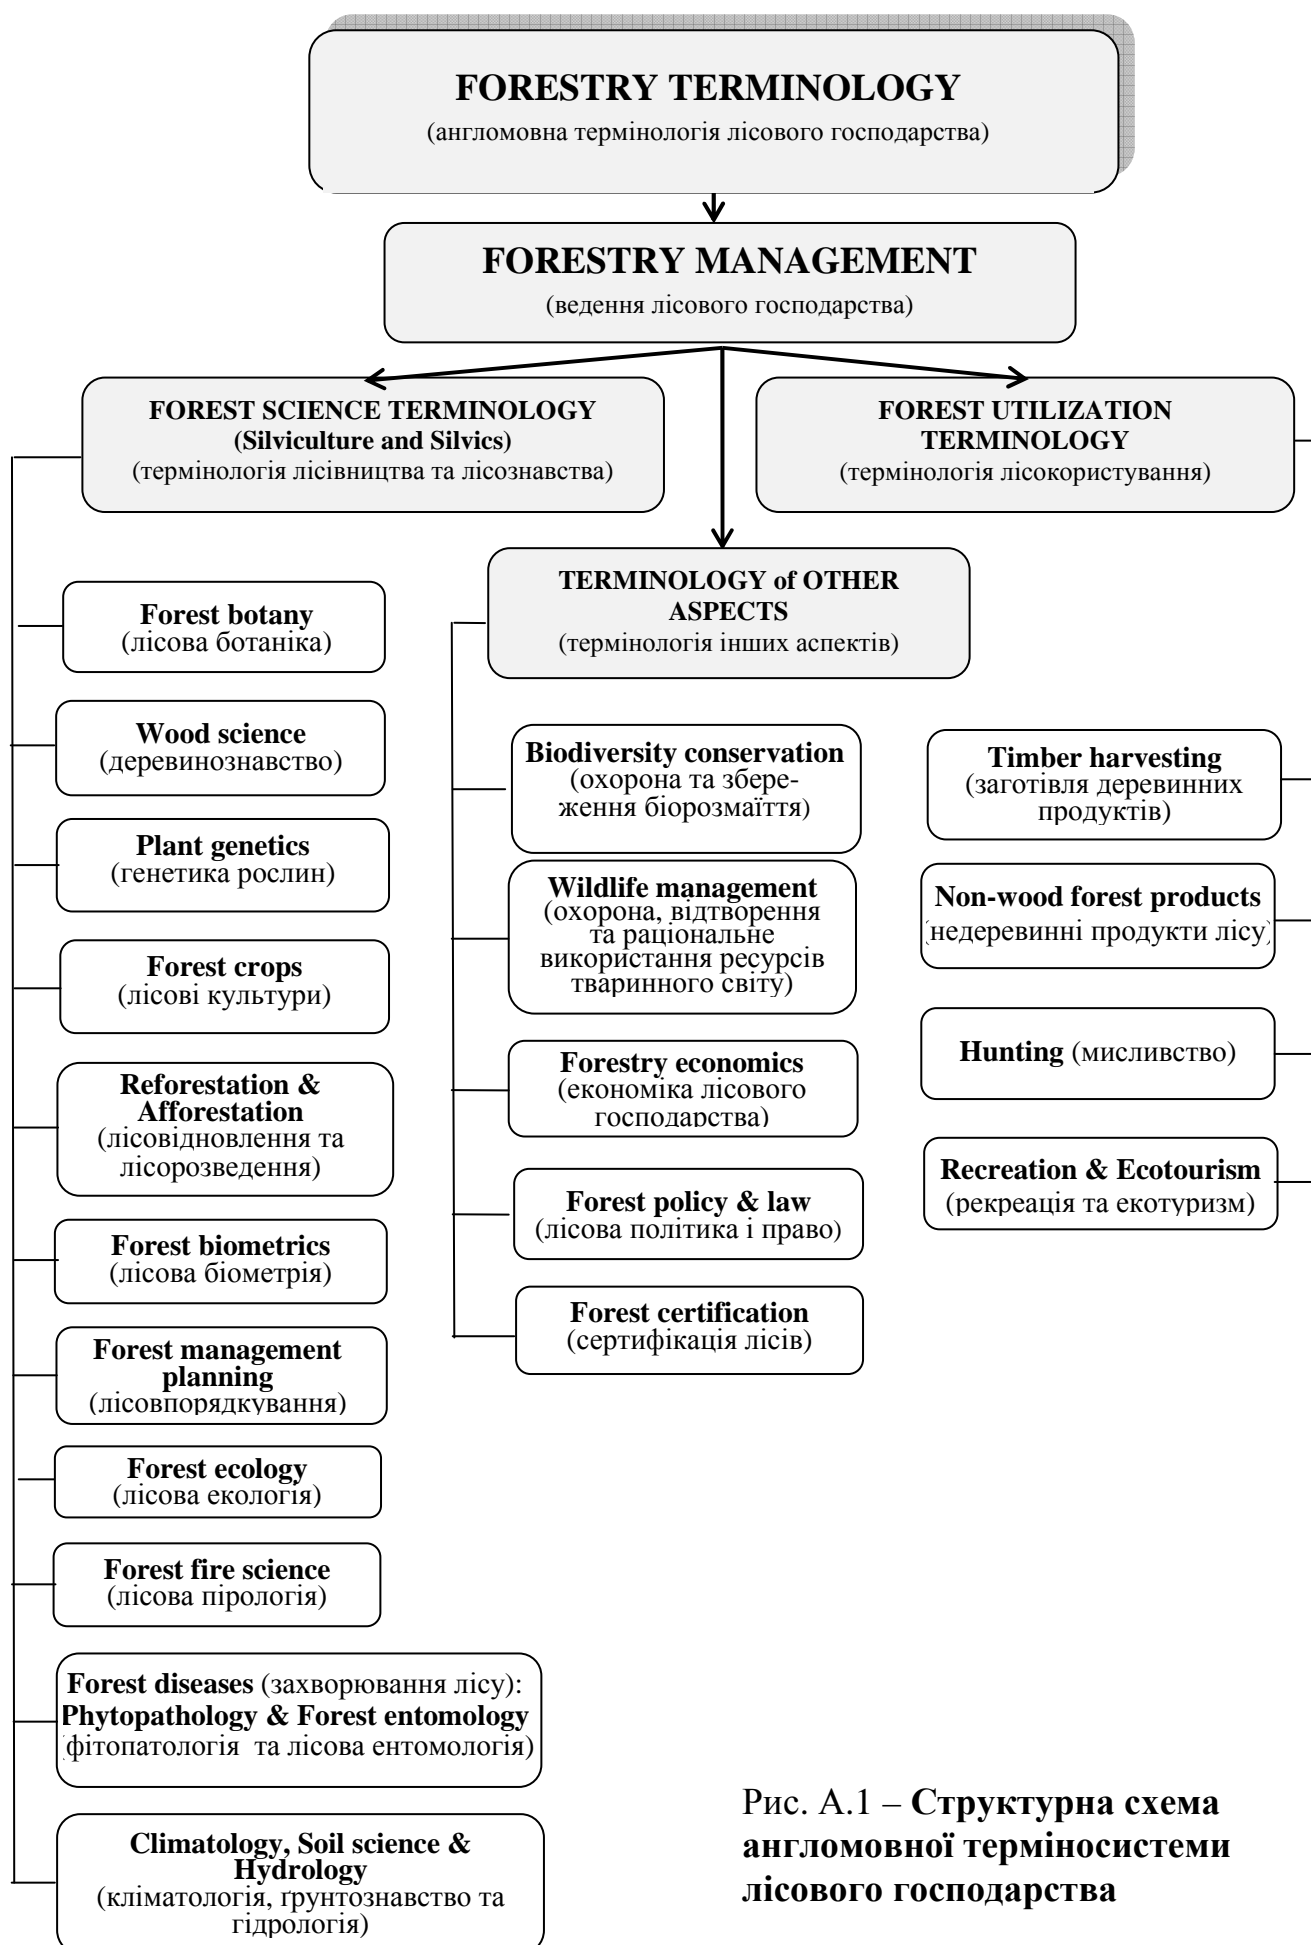 FORESTRY TERMINOLOGY
(англомовна термінологія лісового господарства)
FORESTRY MANAGEMENT
(ведення лісового господарства)
FOREST SCIENCE TERMINOLOGY
(Silviculture and Silvics)
(термінологія лісівництва та лісознавства)
FOREST UTILIZATION
TERMINOLOGY
(термінологія лісокористування)
TERMINOLOGY of OTHER
ASPECTS
(термінологія інших аспектів)
Forest botany
(лісова ботаніка)
Wood science
(деревинознавство)
Plant genetics
(генетика рослин)
Forest crops
(лісові культури)
Reforestation &
Afforestation
(лісовідновлення та
лісорозведення)
Forest biometrics
(лісова біометрія)
Forest management
planning
(лісовпорядкування)
Forest ecology
(лісова екологія)
Forest fire science
(лісова пірологія)
Forest diseases (захворювання лісу):
Phytopathology & Forest entomology
(фітопатологія та лісова ентомологія)
Climatology, Soil science &
Hydrology
(кліматологія, ґрунтознавство та
гідрологія)
Biodiversity conservation
(охорона та збере-
ження біорозмаїття)
Wildlife management
(охорона, відтворення
та раціональне
використання ресурсів
тваринного світу)
Forestry economics
(економіка лісового
господарства)
Forest policy & law
(лісова політика і право)
Forest certification
(сертифікація лісів)
Timber harvesting
(заготівля деревинних
продуктів)
Non-wood forest products
(недеревинні продукти лісу)
Hunting (мисливство)
Recreation & Ecotourism
(рекреація та екотуризм)
Рис. А.1 – Структурна схема
англомовної терміносистеми
лісового господарства